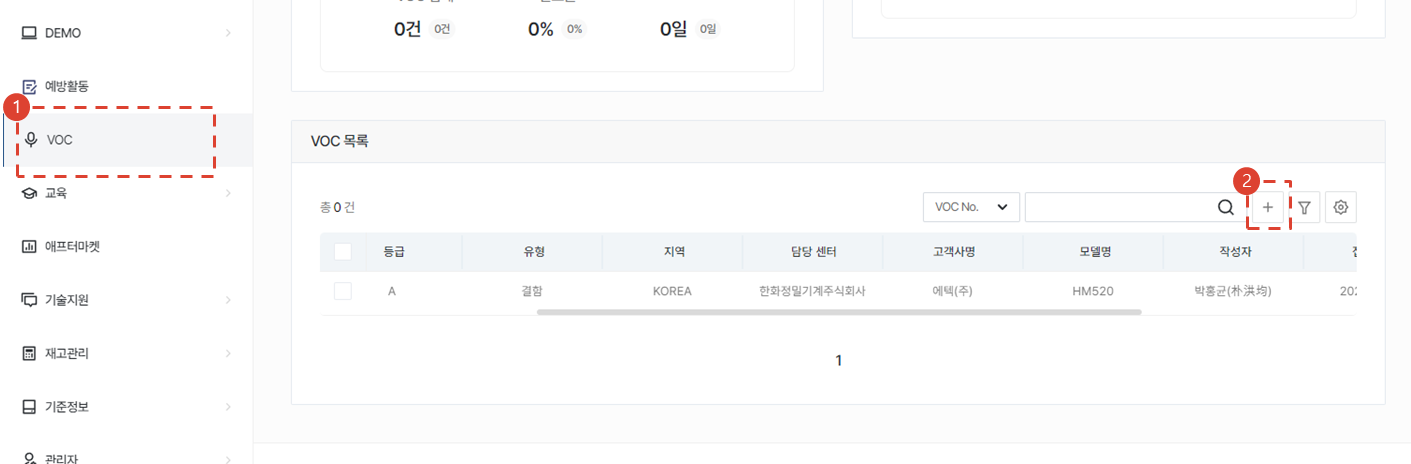 DEMO
예방활동
1
VOC
교육
애프터마켓
기술지원
재고관리
기준정보
관리자
0건 0건
0% 0%
0일 0일
VOC 목록
총 0 건
VOC No.
2
등급 유형 지역 담당 센터 고객사명 모델명 작성자
A 결함 KOREA 한화정밀기계주식회사 에텍(주) HM520 박홍균(朴洪均) 202
1